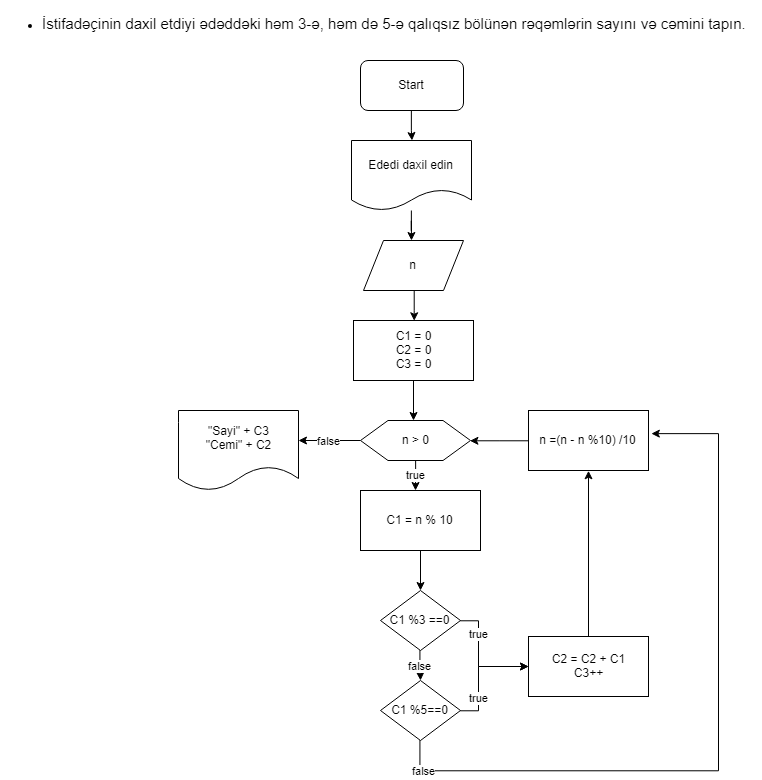 • İstifadəçinin daxil etdiyi ədəddəki həm 3-ə, həm də 5-ə qalıqsız bölünən rəqəmlərin sayını və cəmini tapın.
Start
Ededi daxil edin
n
C1 = 0
C2 = 0
C3 = 0
"Sayi" + C3
"Cemi" + C2
false
n > 0
n =(n - n %10) /10
true
C1 = n % 10
C1 %3 ==0
true
false
C2 = C2 + C1
C3++
true
C1 %5==0
false